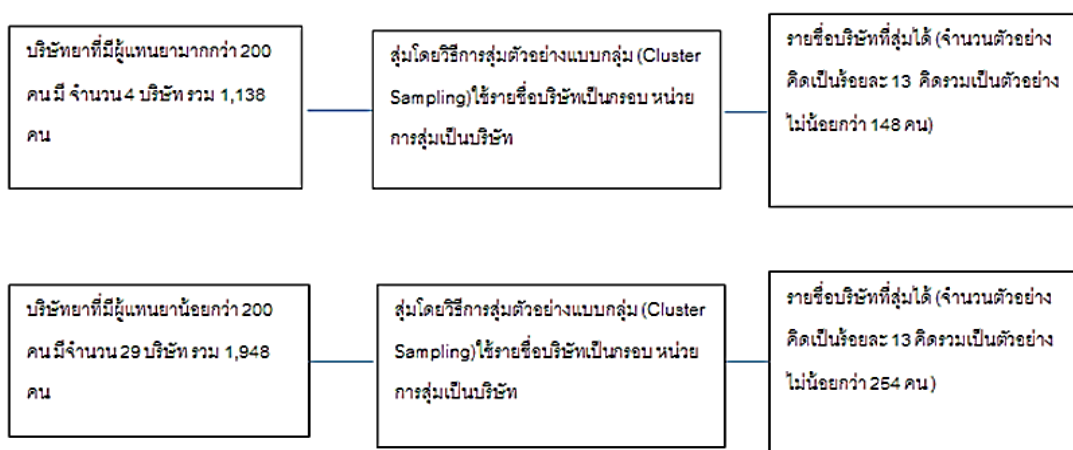 บริษัทยาที่มีผู้แทนยามากกว่า 200
คน มี จำนวน 4 บริษัท รวม 1,138
คน
สุ่มโดยวิธีการสุ่มตัวอย่างแบบกลุ่ม (Cluster
Sampling)ใช้รายชื่อบริษัทเป็นกรอบ หน่วย
การสุ่มเป็นบริษัท
รายชื่อบริษัทที่สุ่มได้ (จำนวนตัวอย่าง
คิดเป็นร้อยละ 13 คิดรวมเป็นตัวอย่าง
ไม่น้อยกว่า 148 คน)
บริษัทยาที่มีผู้แทนยาน้อยกว่า 200
คน มีจำนวน 29 บริษัท รวม 1,948
คน
สุ่มโดยวิธีการสุ่มตัวอย่างแบบกลุ่ม (Cluster
Sampling)ใช้รายชื่อบริษัทเป็นกรอบ หน่วย
การสุ่มเป็นบริษัท
รายชื่อบริษัทที่สุ่มได้ (จำนวนตัวอย่าง
คิดเป็นร้อยละ 13 คิดรวมเป็นตัวอย่าง
ไม่น้อยกว่า 254 คน )